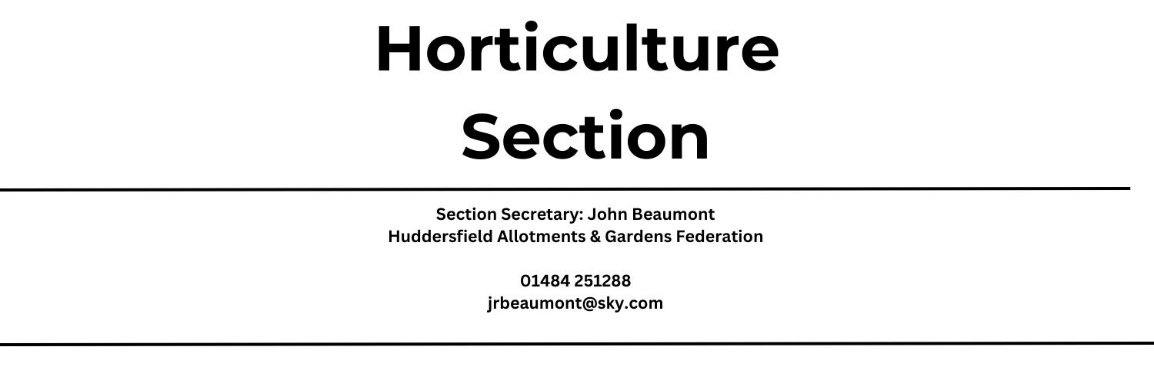 Horticulture
Section
Section Secretary: John Beaumont
Huddersfield Allotments & Gardens Federation
01484 251288
jrbeaumont@sky.com